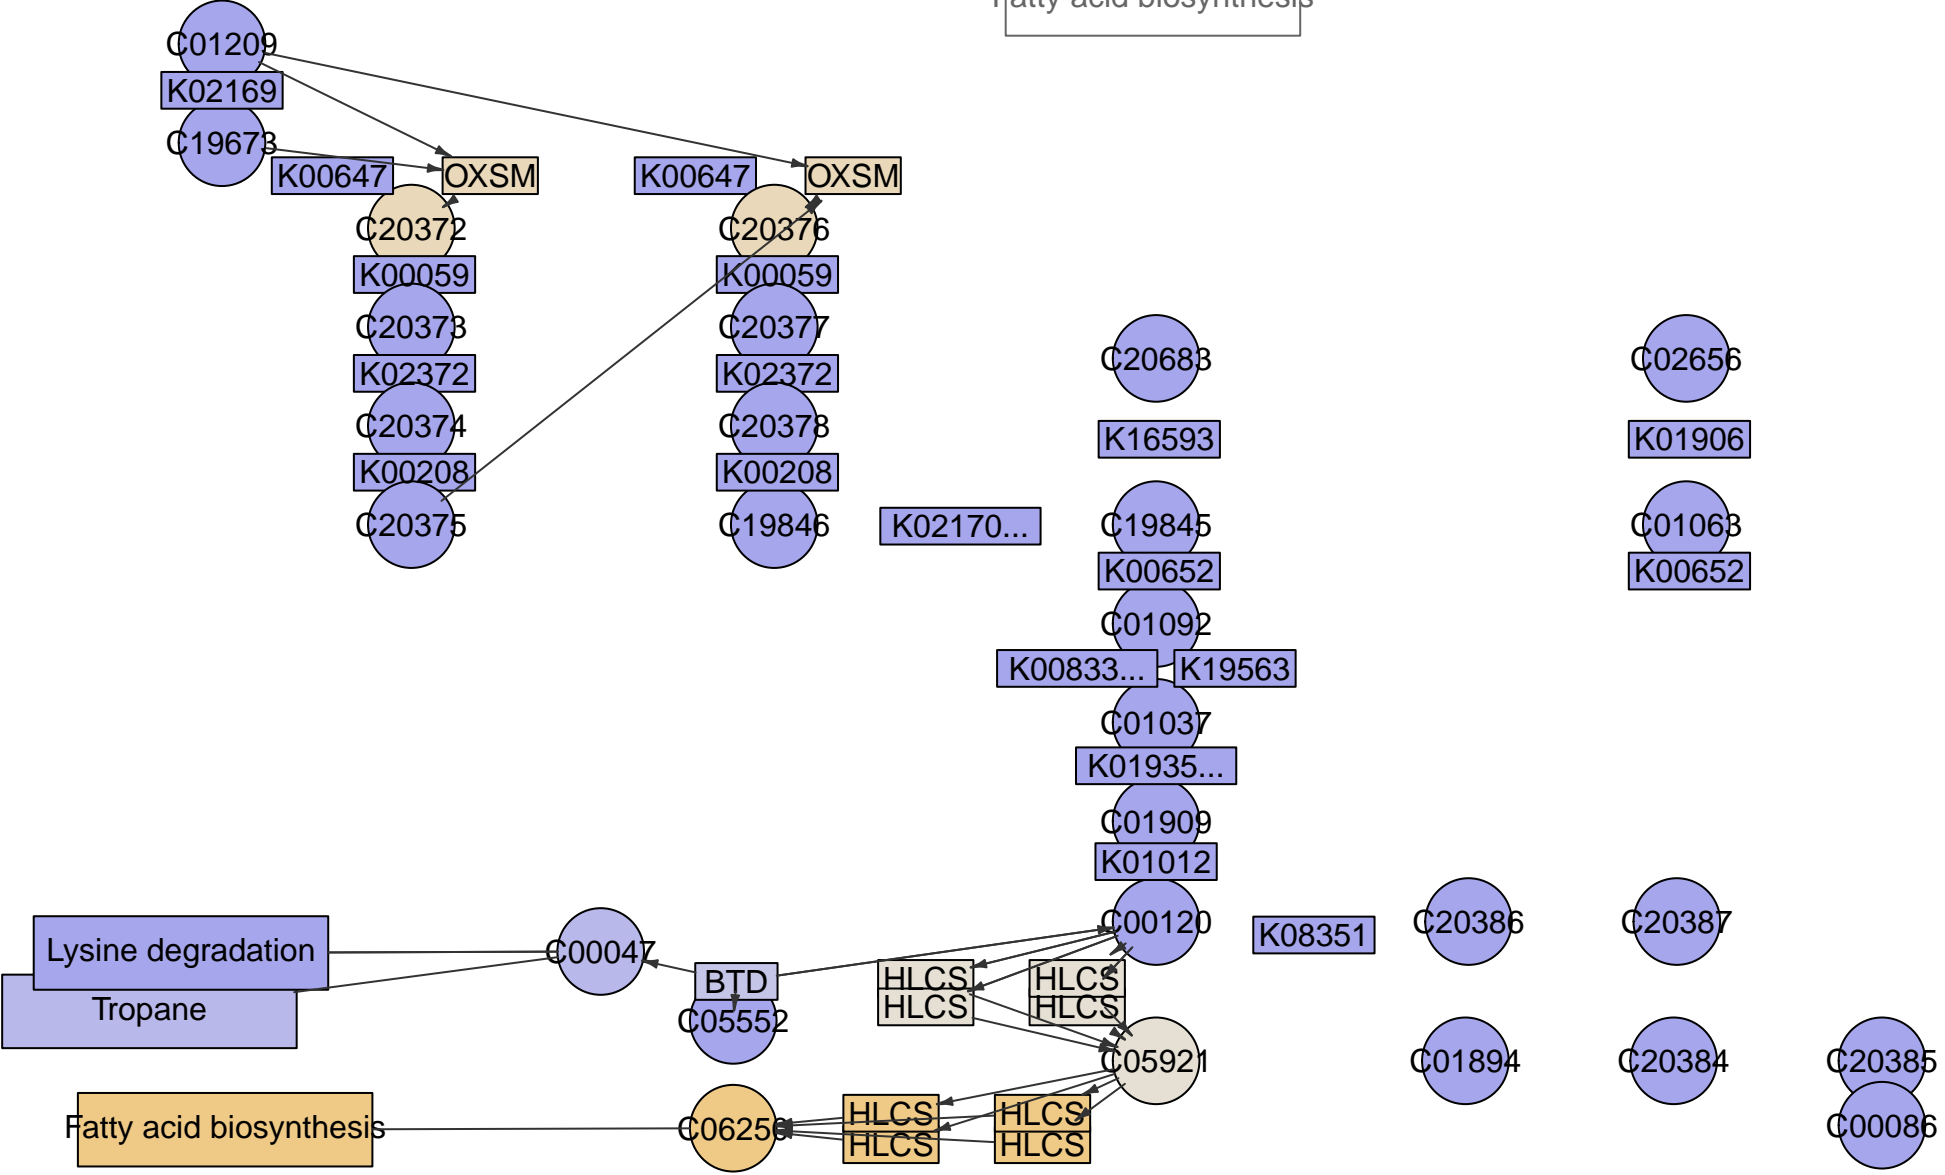 Fatty acid biosynthesis
C01209
K02169
C19673
K00647
OXSM
K00647
OXSM
C20372
C20376
K00059
K00059
C20373
C20377
C20683
C02656
K02372
K02372
C20374
C20378
K16593
K01906
K00208
K00208
C20375
C19846
K02170...
C19845
C01063
K00652
K00652
C01092
K00833...
K19563
C01037
K01935...
C01909
K01012
C00120
K08351
C20386
C20387
Lysine degradation
C00047
BTD
HLCS
HLCS
Tropane
C05552
HLCS
HLCS
C05921
C01894
C20384
C20385
Fatty acid biosynthesis
C06250
HLCS
HLCS
C00086
HLCS
HLCS